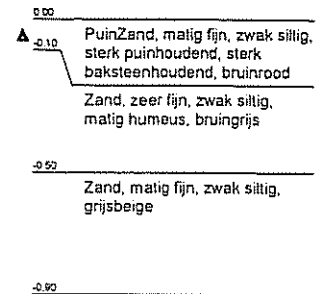 0.00
PuinZand, matig fijn, zwak siltig,
-0.10
sterk puinhoudend, sterk
baksteenhoudend, bruinrood
Zand, zeer fijn, zwak siltig,
matig humeus, bruingrijs
-0.50
Zand, matig fijn, zwak siltig,
grijsbeige
-0.90